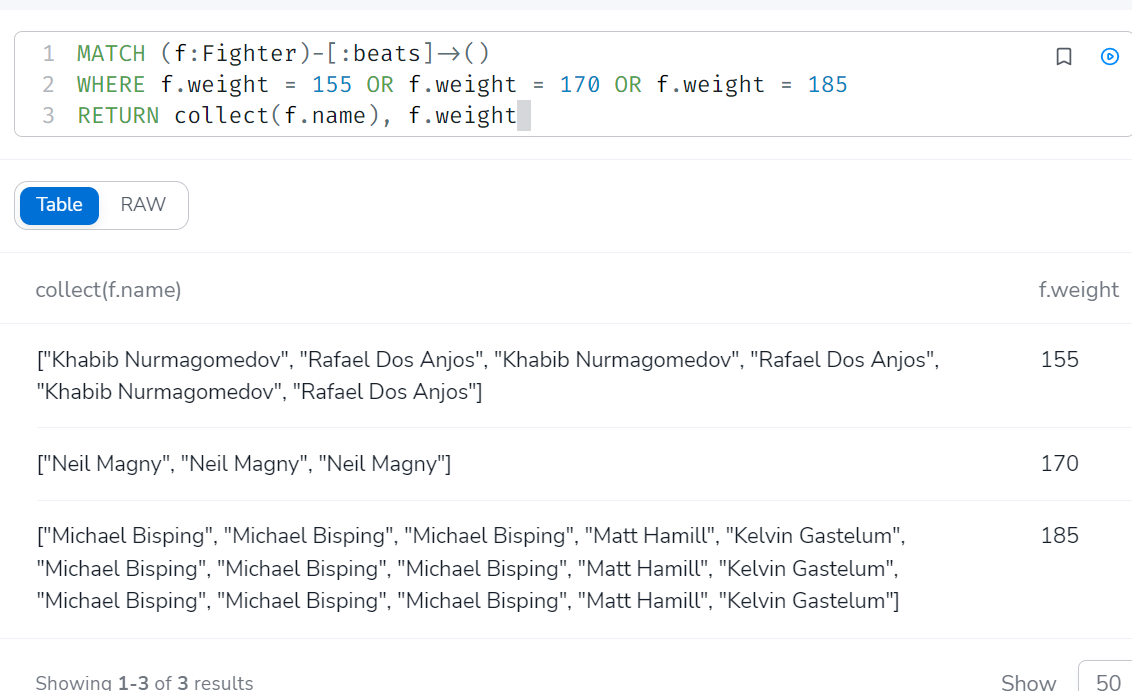 1 MATCH (f:Fighter)-[:beats]->()
2 WHERE f.weight = 155 OR f.weight = 170 OR f.weight = 185
3 RETURN collect(f.name), f.weight
Table RAW
collect(f.name) f.weight
["Khabib Nurmagomedov", "Rafael Dos Anjos", "Khabib Nurmagomedov", "Rafael Dos Anjos", 155
"Khabib Nurmagomedov", "Rafael Dos Anjos"]
["Neil Magny", "Neil Magny", "Neil Magny"] 170
["Michael Bisping", "Michael Bisping", "Michael Bisping", "Matt Hamill", "Kelvin Gastelum", 185
"Michael Bisping", "Michael Bisping", "Michael Bisping", "Matt Hamill", "Kelvin Gastelum",
"Michael Bisping", "Michael Bisping", "Michael Bisping", "Matt Hamill", "Kelvin Gastelum"]
Showing 1-3 of 3 results Show 50